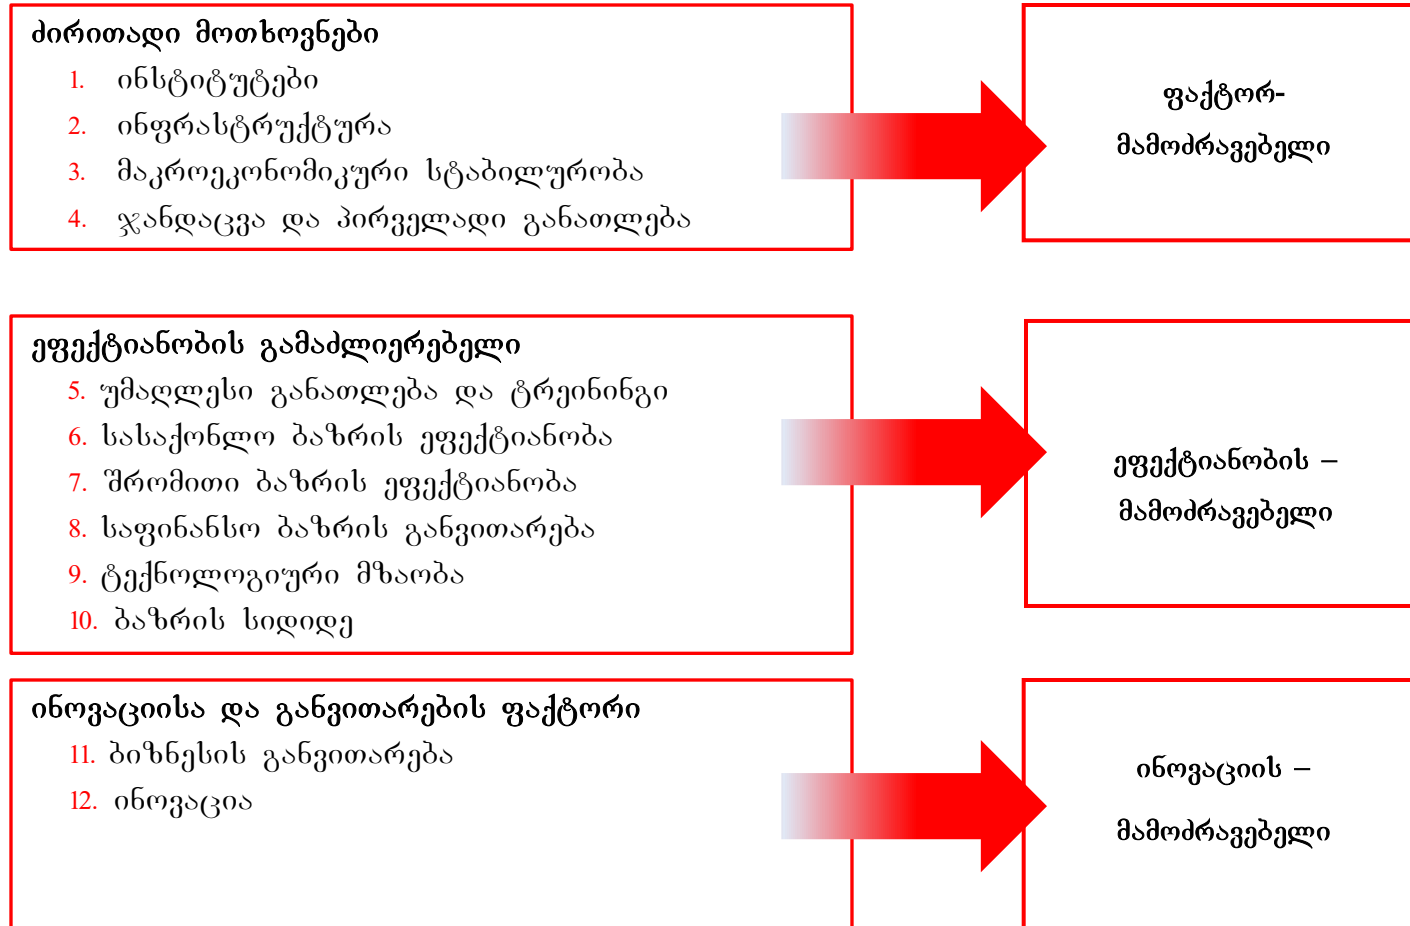 ძირითადი მოთხოვნები
1. ინსტიტუტები
2. ინფრასტრუქტურა
3. მაკროეკონომიკური სტაბილურობა
4. ჯანდაცვა და პირველადი განათლება
ფაქტორ-
მამოძრავებელი
ეფექტიანობის გამაძლიერებელი
5. უმაღლესი განათლება და ტრეინინგი
6. სასაქონლო ბაზრის ეფექტიანობა
7. შრომითი ბაზრის ეფექტიანობა
8. საფინანსო ბაზრის განვითარება
9. ტექნოლოგიური მზაობა
10. ბაზრის სიდიდე
ეფექტიანობის –
მამოძრავებელი
ინოვაციისა და განვითარების ფაქტორი
11. ბიზნესის განვითარება
12. ინოვაცია
ინოვაციის –
მამოძრავებელი